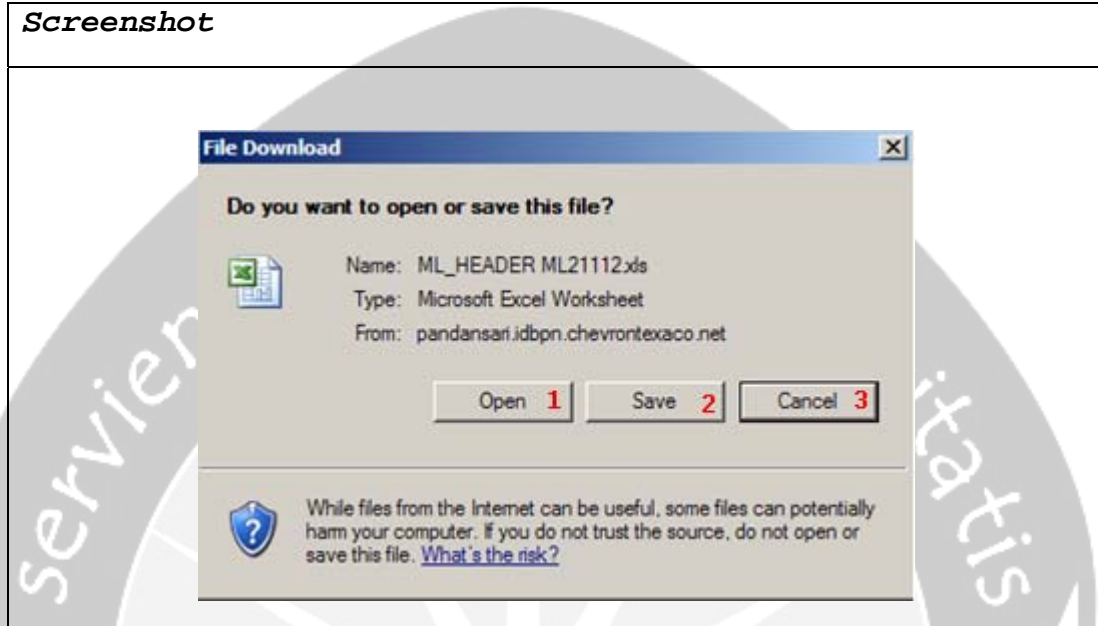 Screenshot
File Download
Do you want to open or save this file?
Name: ML_HEADER ML21112.xls
Type: Microsoft Excel Worksheet
From: pandansari.idbpn.chevrontexaco.net
Open 1 Save 2 Cancel 3
While files from the Internet can be useful, some files can potentially
harm your computer. If you do not trust the source, do not open or
save this file. What's the risk?